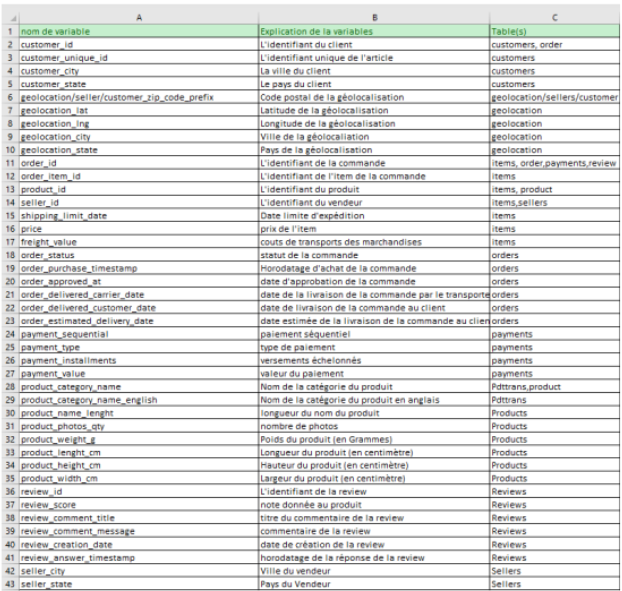 A B C
1 nom de variable Explication de la variables Table(s)
2 customer_id L'identifiant du client customers, order
3 customer_unique_id L'identifiant unique de l'article customers
4 customer_city La ville du client customers
5 customer_state Le pays du client customers
6 geolocation/seller/customer_zip_code_prefix Code postal de la géolocalisation geolocation/sellers/customer
7 geolocation_lat Latitude de la géolocalisation geolocation
8 geolocation_lng Longitude de la géolocalisation geolocation
9 geolocation_city Ville de la géolocaliation geolocation
10 geolocation_state Pays de la géolocalisation geolocation
11 order_id L'identifiant de la commande items, order,payments,review
12 order_item_id L'identifiant de l'item de la commande items
13 product_id L'identifiant du produit items, product
14 seller_id L'identifiant du vendeur items,sellers
15 shipping_limit_date Date limite d'expédition items
16 price prix de l'item items
17 freight_value couts de transports des marchandises items
18 order_status statut de la commande orders
19 order_purchase_timestamp Horodatage d'achat de la commande orders
20 order_approved_at date d'approbation de la commande orders
21 order_delivered_carrier_date date de la livraison de la commande par le transporte orders
22 order_delivered_customer_date date de livraison de la commande au client orders
23 order_estimated_delivery_date date estimée de la livraison de la commande au clien orders
24 payment_sequential paiement séquentiel payments
25 payment_type type de paiement payments
26 payment_installments versements échelonnés payments
27 payment_value valeur du paiement payments
28 product_category_name Nom de la catégorie du produit Pdttrans,product
29 product_category_name_english Nom de la catégorie du produit en anglais Pdttrans
30 product_name_lenght longueur du nom du produit Products
31 product_photos_qty nombre de photos Products
32 product_weight_g Poids du produit (en Grammes) Products
33 product_lenght_cm Longueur du produit (en centimètre) Products
34 product_height_cm Hauteur du produit (en centimètre) Products
35 product_width_cm Largeur du produit (en centimètre) Products
36 review_id L'identifiant de la review Reviews
37 review_score note donnée au produit Reviews
38 review_comment_title titre du commentaire de la review Reviews
39 review_comment_message commentaire de la review Reviews
40 review_creation_date date de création de la review Reviews
41 review_answer_timestamp horodatage de la réponse de la review Reviews
42 seller_city Ville du vendeur Sellers
43 seller_state Pays du Vendeur Sellers